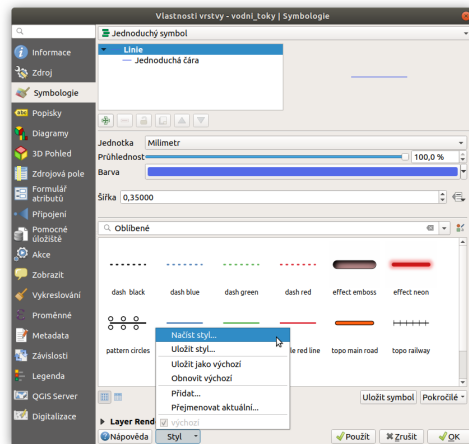 Vlastnosti vrstvy - vodni_toky | Symbologie
Informace
Zdroj
Symbologie
abc Popisky
Diagramy
3D Pohled
Zdrojová pole
Formulář atributů
Připojení
Pomocné úložiště
Akce
Zobrazit
Vykreslování
Proměnné
Metadata
Závislosti
Legenda
QGIS Server
Digitalizace
Jednoduchý symbol
Linie
Jednoduchá čára
Jednotka Milimetr
Průhlednost 100,0 %
Barva
Šířka 0,35000
Oblíbené
dash black
dash blue
dash green
dash red
effect emboss
effect neon
pattern circles
le red line
topo main road
topo railway
Načíst styl...
Uložit styl...
Uložit jako výchozí
Obnovit výchozí
Přidat...
Přejmenovat aktuální...
výchozí
Uložit symbol
Pokročilé
Layer Rend
Nápověda
Styl
Použít
Zrušit
OK